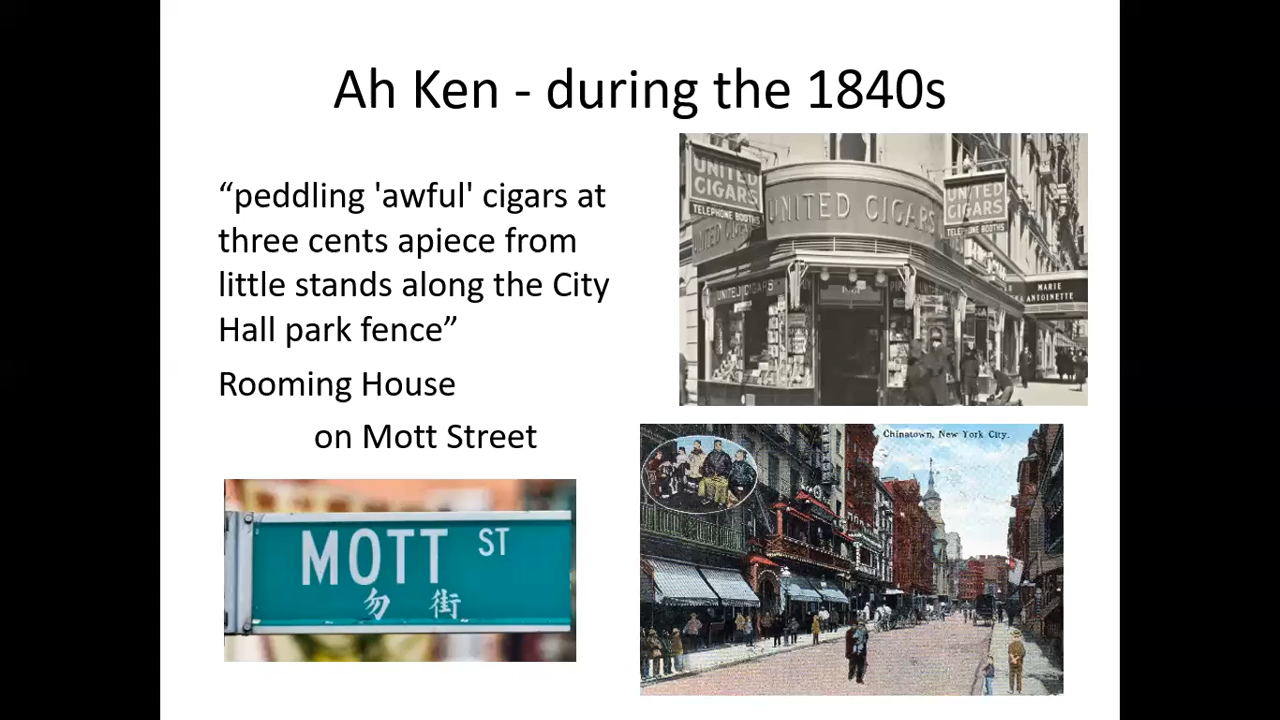 Ah Ken - during the 1840s
“peddling 'awful' cigars at
three cents apiece from
little stands along the City
Hall park fence”
Rooming House
on Mott Street
UNITED
CIGARS
TELEPHONE BOOTHS
UNITED CIGARS
UNITED CIGARS
UNITED
CIGARS
TELEPHONE BOOTHS
UNITED CIGARS
MARIE
ANTOINETTE
Chinatown, New York City.
MOTT ST
勿街